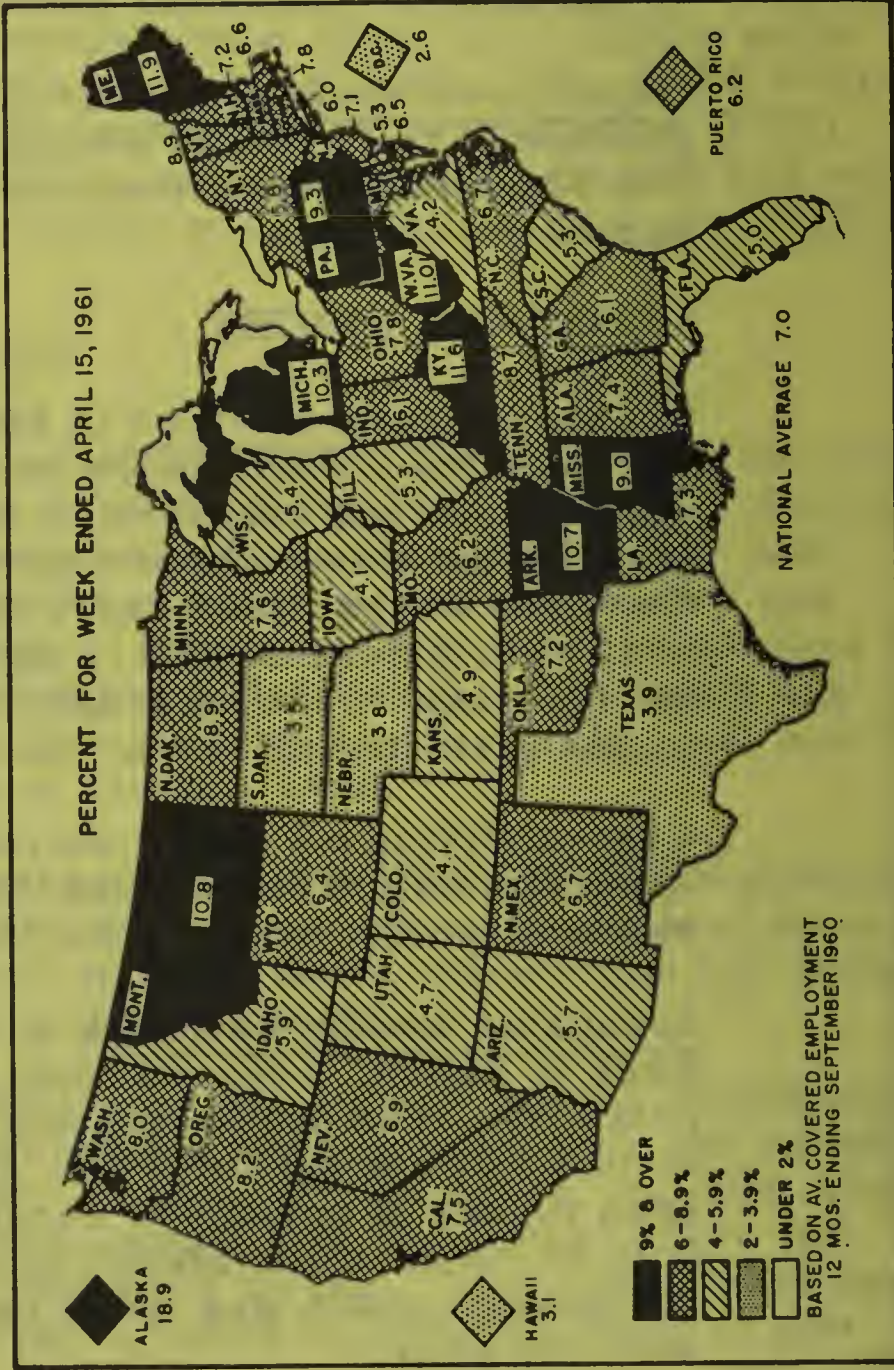 PERCENT FOR WEEK ENDED APRIL 15, 1961
ALASKA
18.9
HAWAII
3.1
WASH.
8.0
OREG.
8.2
CAL.
7.5
NEV.
6.9
IDAHO
5.9
MONT.
10.8
WYO.
6.4
UTAH
4.7
ARIZ.
5.7
COLO.
4.1
N.MEX.
6.7
N.DAK.
8.9
S.DAK.
3.5
NEBR.
3.8
KANS.
4.9
OKLA.
7.2
TEXAS
3.9
MINN.
7.6
IOWA
4.1
MO.
6.2
ARK.
10.7
LA.
7.3
WIS.
5.4
ILL.
5.3
MICH.
10.3
IND.
6.1
OHIO
7.8
KY.
11.6
TENN.
8.7
MISS.
9.0
ALA.
7.4
GA.
6.1
FLA.
5.0
S.C.
5.3
N.C.
6.7
VA.
4.2
W.VA.
11.0
PA.
9.3
N.Y.
VT.
8.9
N.H.
7.2
ME.
11.9
6.6
7.8
6.0
7.1
5.3
6.5
D.C.
2.6
PUERTO RICO
6.2
NATIONAL AVERAGE 7.0
9% & OVER
6-8.9%
4-5.9%
2-3.9%
UNDER 2%
BASED ON AV. COVERED EMPLOYMENT
12 MOS. ENDING SEPTEMBER 1960.